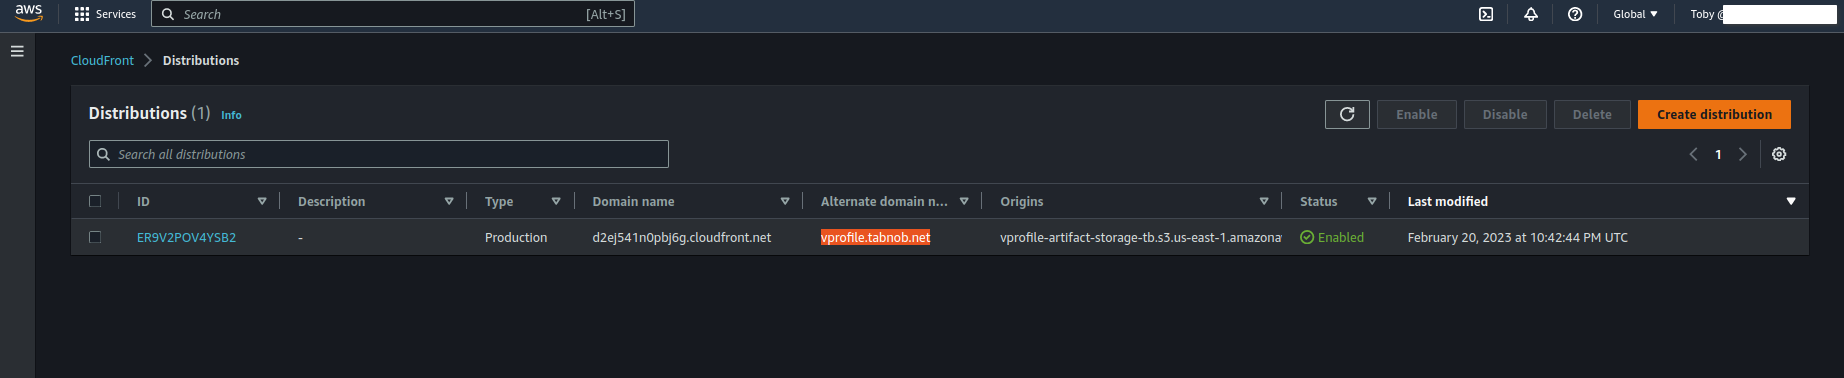 aws Services Search [Alt+S] Global Toby @
CloudFront Distributions
Distributions (1) Info Enable Disable Delete Create distribution
Search all distributions 1
ID Description Type Domain name Alternate domain n... Origins Status Last modified
ER9V2POV4YSB2 - Production d2ej541n0pbj6g.cloudfront.net vprofile.tabnob.net vprofile-artifact-storage-tb.s3.us-east-1.amazona Enabled February 20, 2023 at 10:42:44 PM UTC